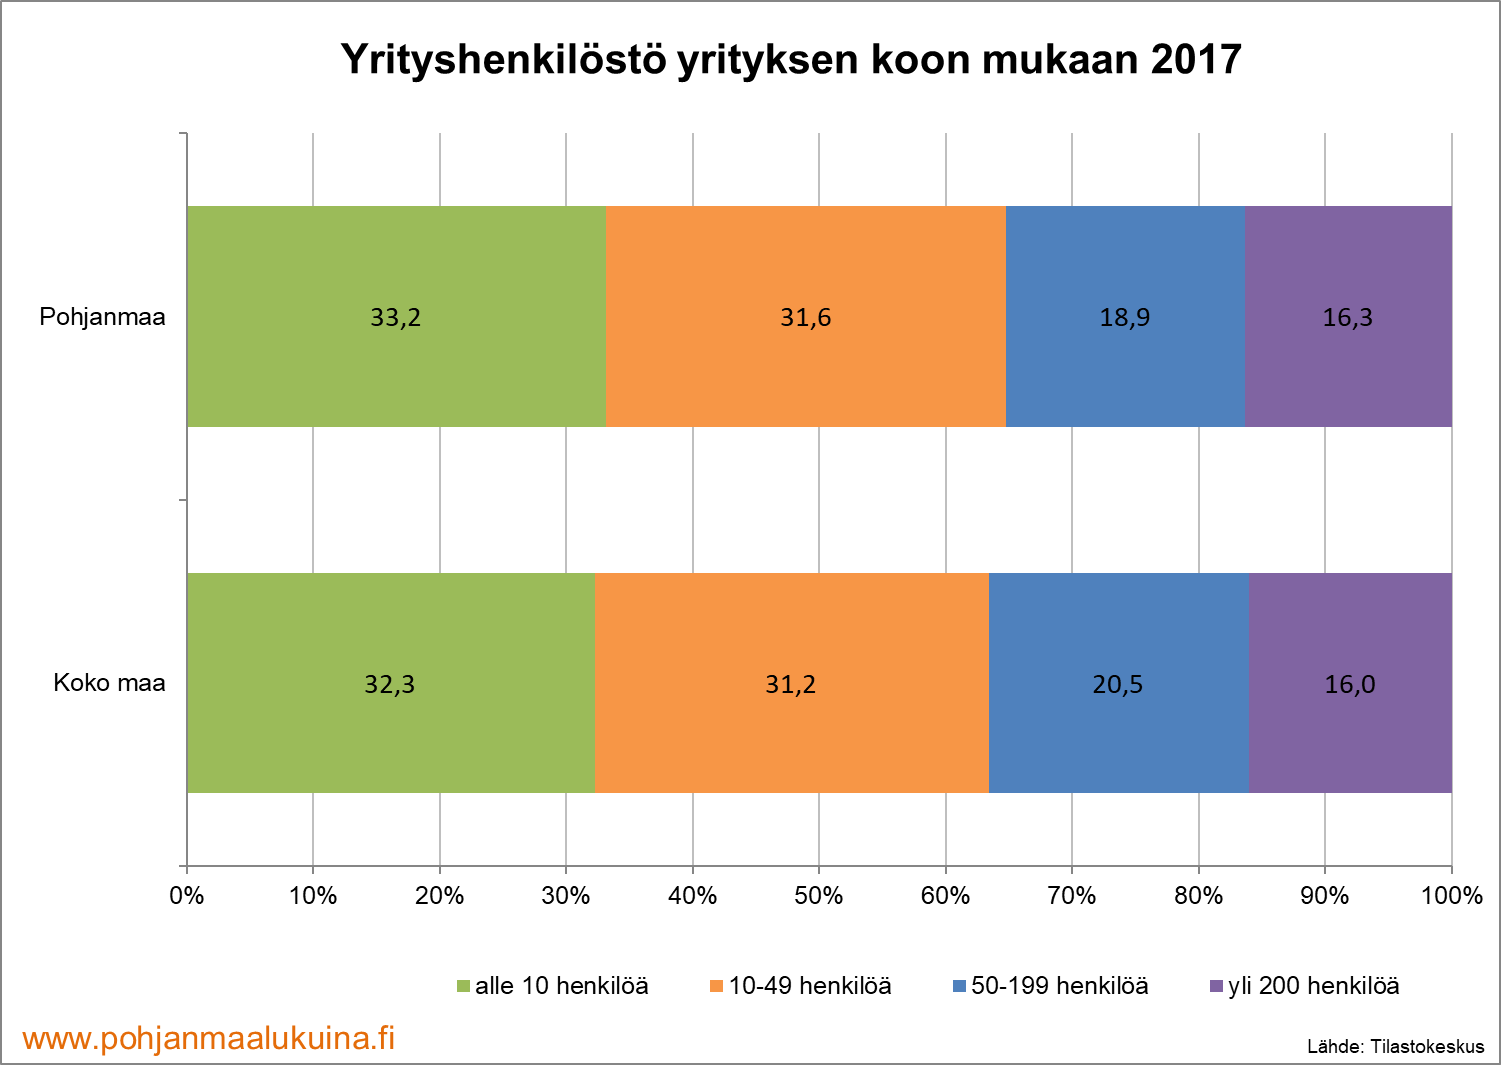 Yrityshenkilöstö yrityksen koon mukaan 2017
Pohjanmaa
33,2
31,6
18,9
16,3
Koko maa
32,3
31,2
20,5
16,0
0% 10% 20% 30% 40% 50% 60% 70% 80% 90% 100%
alle 10 henkilöä 10-49 henkilöä 50-199 henkilöä yli 200 henkilöä
www.pohjanmaalukuina.fi
Lähde: Tilastokeskus